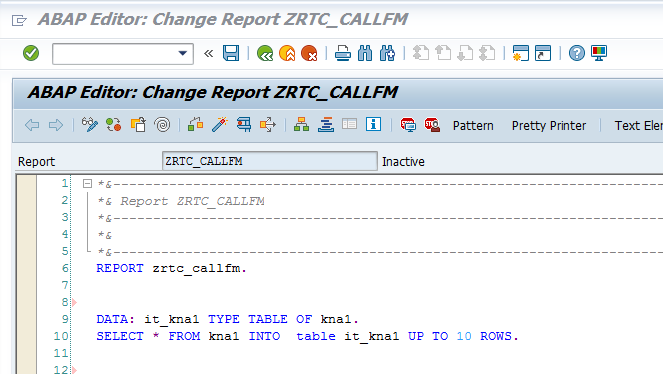 ABAP Editor: Change Report ZRTC_CALLFM
ABAP Editor: Change Report ZRTC_CALLFM
Pattern Pretty Printer Text Elen
Report ZRTC_CALLFM Inactive
1 *&---------------------------------------------------------------------
2 *& Report ZRTC_CALLFM
3 *&---------------------------------------------------------------------
4 *&
5 *&---------------------------------------------------------------------
6 REPORT zrtc_callfm.
7
8
9 DATA: it_kna1 TYPE TABLE OF kna1.
10 SELECT * FROM kna1 INTO  table it_kna1 UP TO 10 ROWS.
11
12